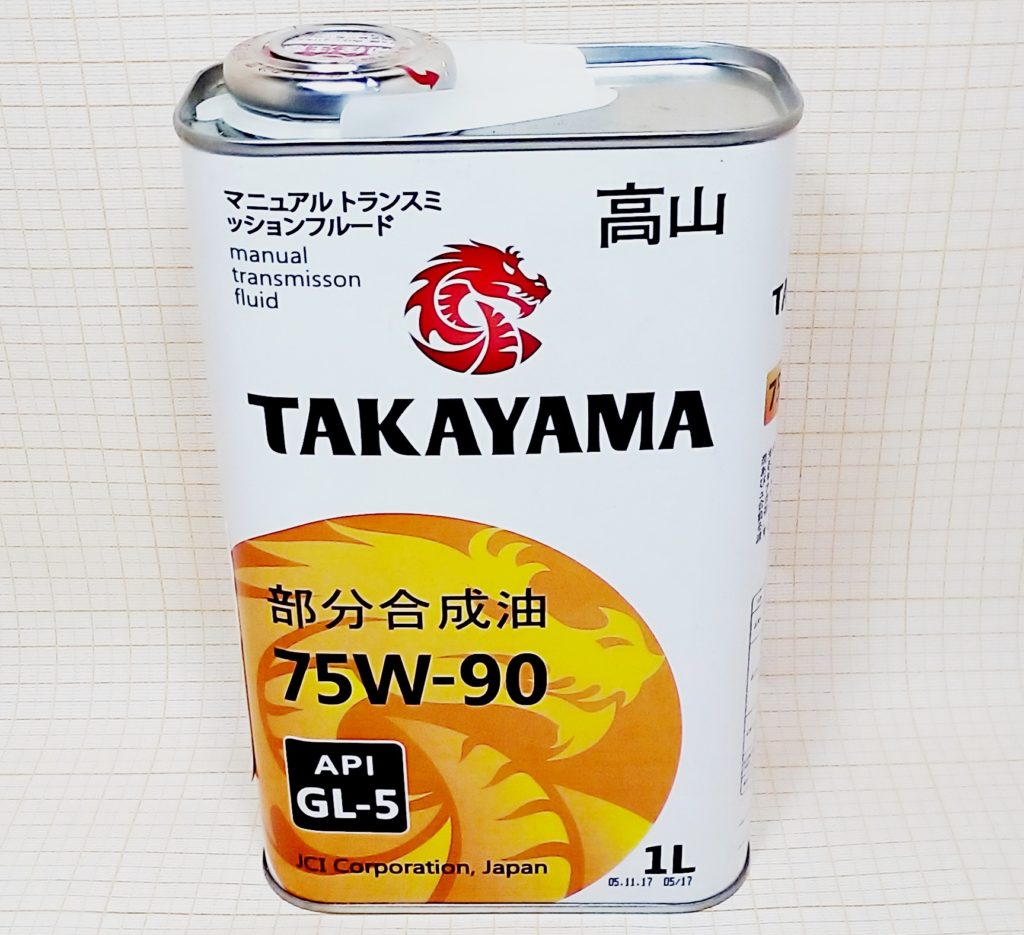 マニュアルトランスミ
ッションフルード
manual
transmisson
fluid
高山
TAKAYAMA
部分合成油
75W-90
API
GL-5
JCI Corporation, Japan
1L
05.11.17 05/17